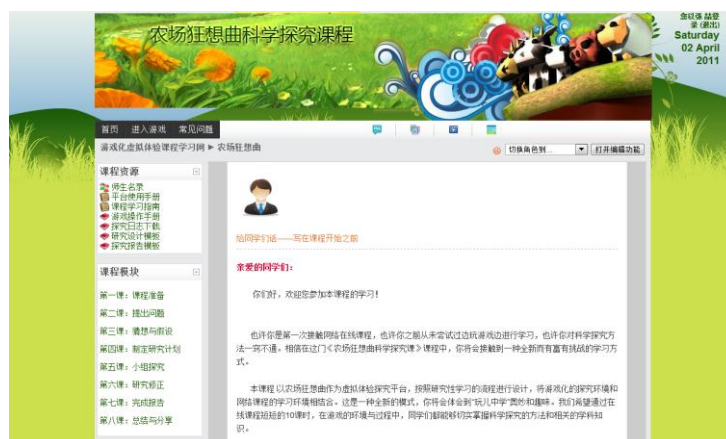 农场狂想曲科学探究课程
Saturday
02 April
2011
首页 进入游戏 常见问题
游戏化虚拟体验课程学习网 ► 农场狂想曲
切换角色到...
打开编辑功能
课程资源
师生名录
平台使用手册
课程学习指南
游戏操作手册
探究日志下载
研究设计模板
探究报告模板
课程模块
第一课：课程准备
第二课：提出问题
第三课：猜想与假设
第四课：制定研究计划
第五课：小组探究
第六课：研究修正
第七课：完成报告
第八课：总结与分享
给同学们话——写在课程开始之前
亲爱的同学们：
你们好，欢迎您参加本课程的学习！
也许你是第一次接触网络在线课程，也许你之前从未尝试过边玩游戏边进行学习，也许你对科学探究方
法一窍不通。相信在这门《农场狂想曲科学探究课》课程中，你将会接触到一种全新而有富有挑战的学习方
式。
本课程以农场狂想曲作为虚拟体验探究平台，按照研究性学习的流程进行设计，将游戏化的探究环境和
网络课程的学习环境相结合。这是一种全新的模式，你将会体会到“玩儿中学”奥妙和趣味。我们希望通过在
线课程短短的10课时，在游戏的环境与过程中，同学们都能够切实掌握科学探究的方法和相关的学科知
识。